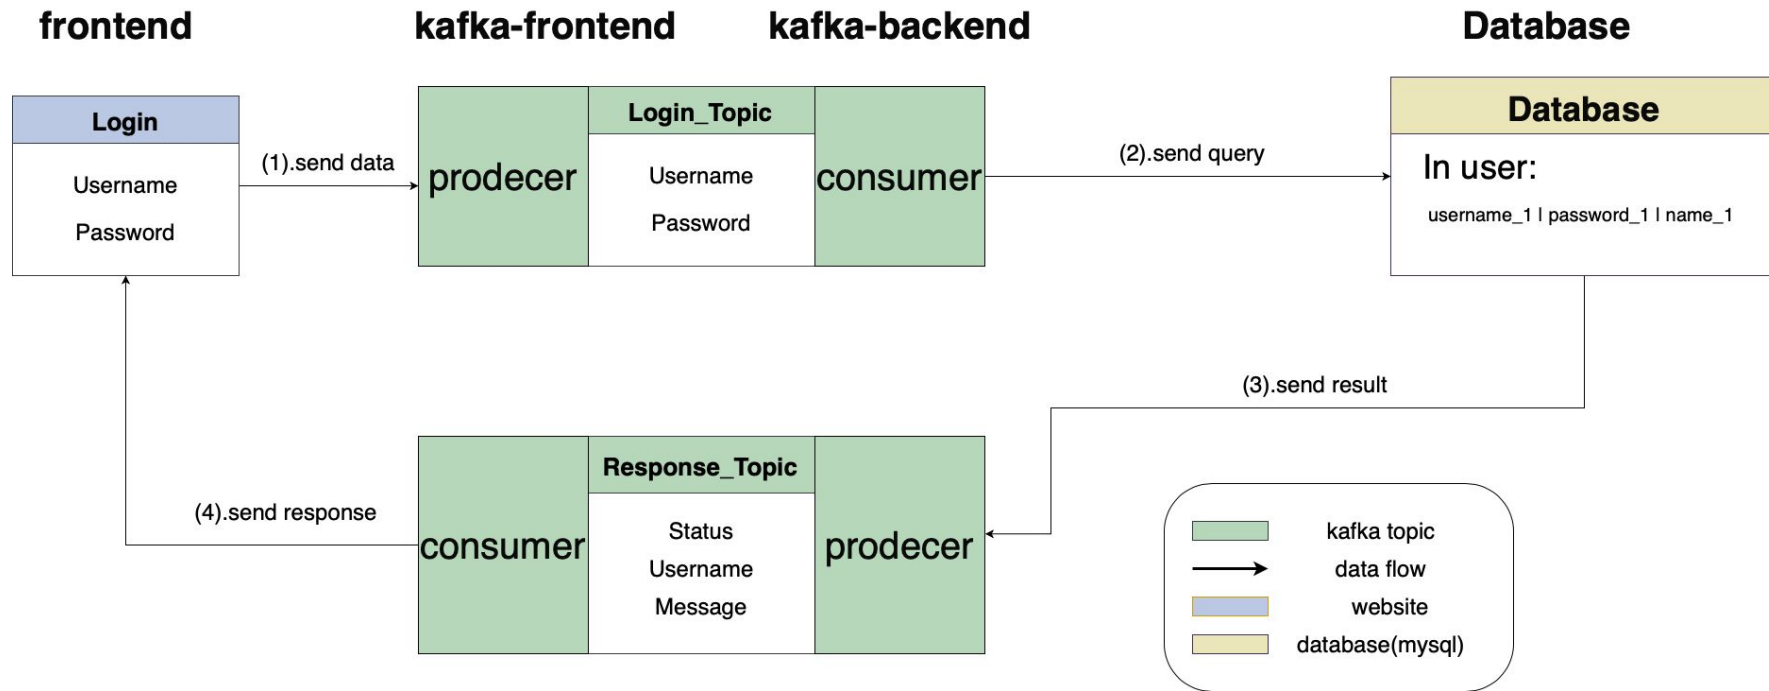 frontend
kafka-frontend
kafka-backend
Database
Login
Username
Password
(1).send data
prodecer
Login_Topic
Username
Password
consumer
(2).send query
Database
In user:
username_1 | password_1 | name_1
(3).send result
Response_Topic
consumer
Status
Username
Message
prodecer
(4).send response
kafka topic
data flow
website
database(mysql)